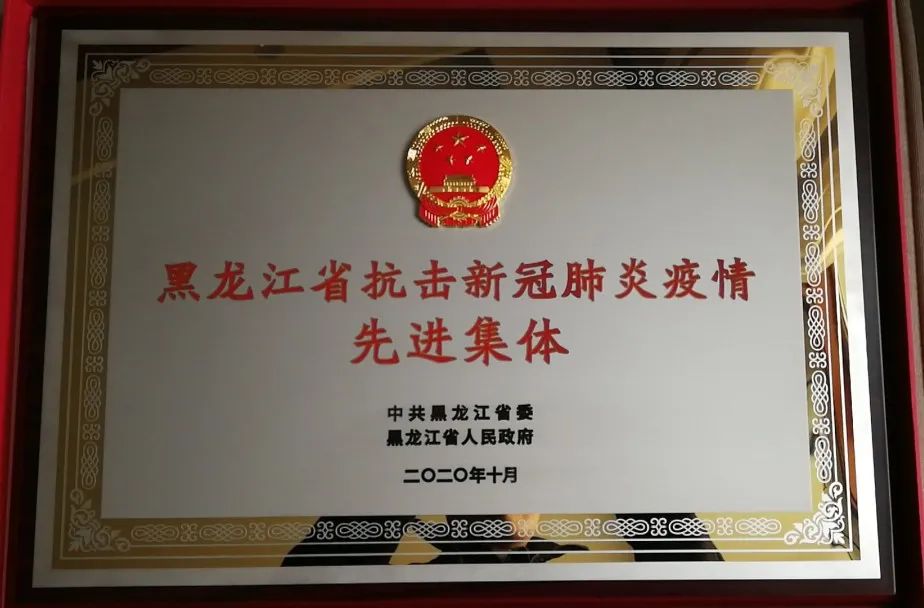 黑龙江省抗击新冠肺炎疫情
先进集体
中共黑龙江省委
黑龙江省人民政府
二〇二〇年十月